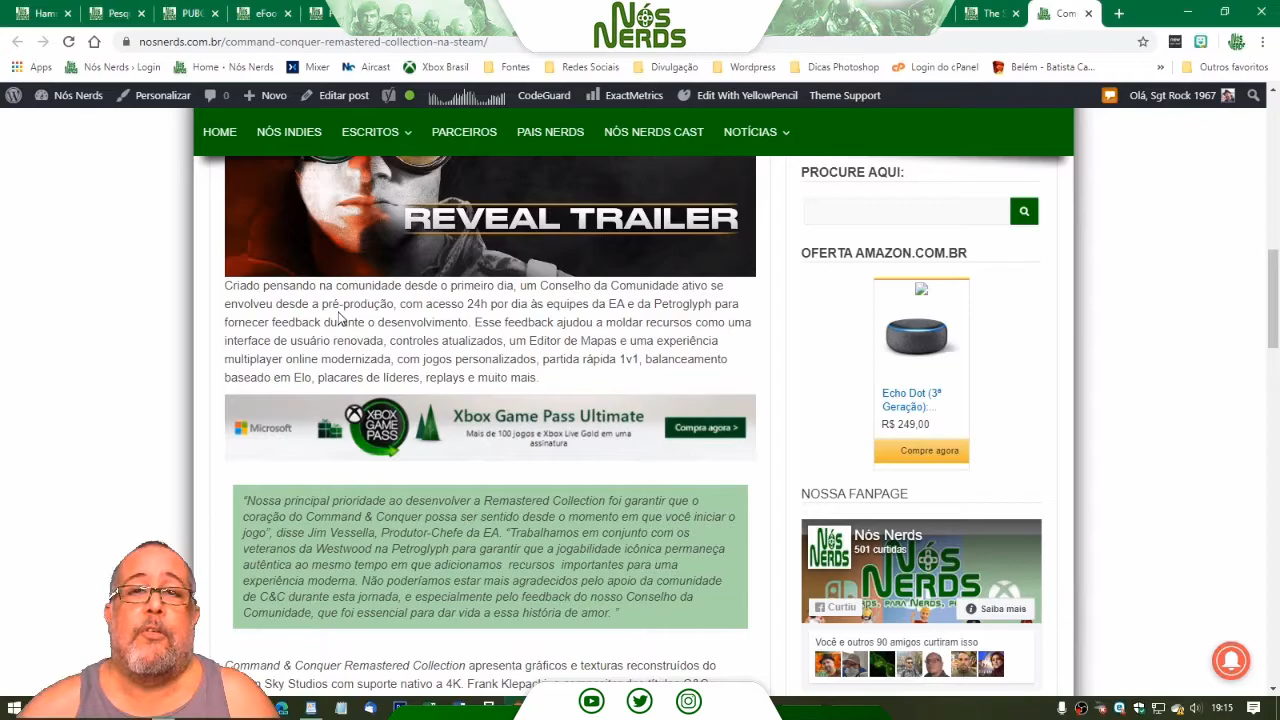 PUBG
Ham
Nós
NERDS
The S
Com
nosnerds.com.br/command-conquer-remastered-collection-na-steam/
Apps
Nós Nerds › Login
Home - Nós Nerds
Mixer
Aircast
Xbox Brasil
Fontes
Redes Sociais
Divulgação
Wordpress
Dicas Photoshop
Login do cPanel
Belém - Batista Ca...
Outros favoritos
Nós Nerds
Personalizar
0
Novo
Editar post
CodeGuard
ExactMetrics
Edit With YellowPencil
Theme Support
Olá, Sgt Rock 1967
HOME
NÓS INDIES
ESCRITOS
PARCEIROS
PAIS NERDS
NÓS NERDS CAST
NOTÍCIAS
REVEAL TRAILER
Criado pensando na comunidade desde o primeiro dia, um Conselho da Comunidade ativo se
envolveu desde a pré-produção, com acesso 24h por dia às equipes da EA e da Petroglyph para
fornecer feedback durante o desenvolvimento. Esse feedback ajudou a moldar recursos como uma
interface de usuário renovada, controles atualizados, um Editor de Mapas e uma experiência
multiplayer online modernizada, com jogos personalizados, partida rápida 1v1, balanceamento
baseado em Elo, placares de líderes, replays e muito mais.
Microsoft
XBOX
GAME
PASS
Xbox Game Pass Ultimate
Mais de 100 jogos e Xbox Live Gold em uma
assinatura
Compra agora >
"Nossa principal prioridade ao desenvolver a Remastered Collection foi garantir que o
coração do Command & Conquer possa ser sentido desde o momento em que você iniciar o
jogo", disse Jim Vessella, Produtor-Chefe da EA. "Trabalhamos em conjunto com os
veteranos da Westwood na Petroglyph para garantir que a jogabilidade icônica permaneça
autêntica ao mesmo tempo em que adicionamos recursos importantes para uma
experiência moderna. Não poderíamos estar mais agradecidos pelo apoio da comunidade
de C&C durante esta jornada, e especialmente pelo feedback do nosso Conselho da
Comunidade, que foi essencial para dar vida a essa história de amor. "
Command & Conquer Remastered Collection apresenta gráficos e texturas reconstruídos do
Studios com suporte nativo a 4K. Frank Klepacki
PROCURE AQUI:
OFERTA AMAZON.COM.BR
Echo Dot (3ª
Geração):...
R$ 249,00
Compre agora
NOSSA FANPAGE
Nós
NERDS
Nós Nerds
501 curtidas
Nós
NERDS
Curtiu
Saiba mais
Você e outros 90 amigos curtiram isso
19:15